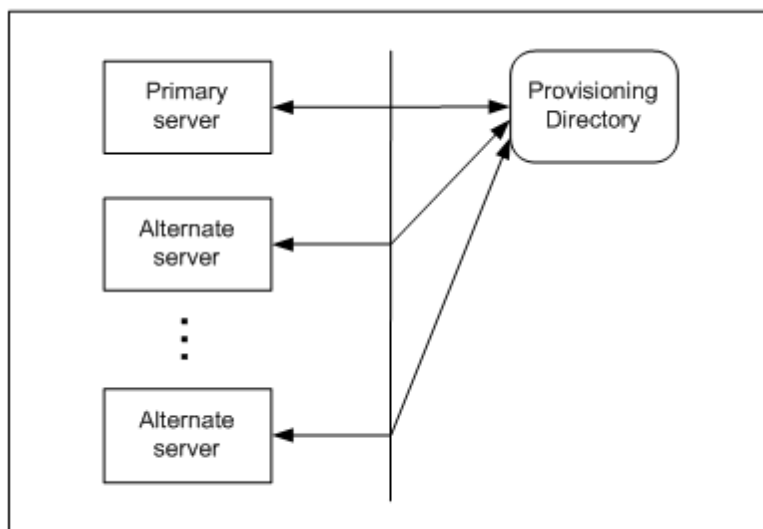 Primary
server
Provisioning
Directory
Alternate
server
Alternate
server